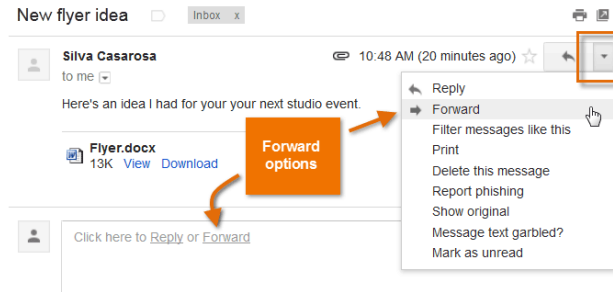 New flyer idea
Inbox x
Silva Casarosa
10:48 AM (20 minutes ago)
to me
Here's an idea I had for your your next studio event.
Flyer.docx
13K View Download
Forward
options
Reply
Forward
Filter messages like this
Print
Delete this message
Report phishing
Show original
Message text garbled?
Mark as unread
Click here to Reply or Forward